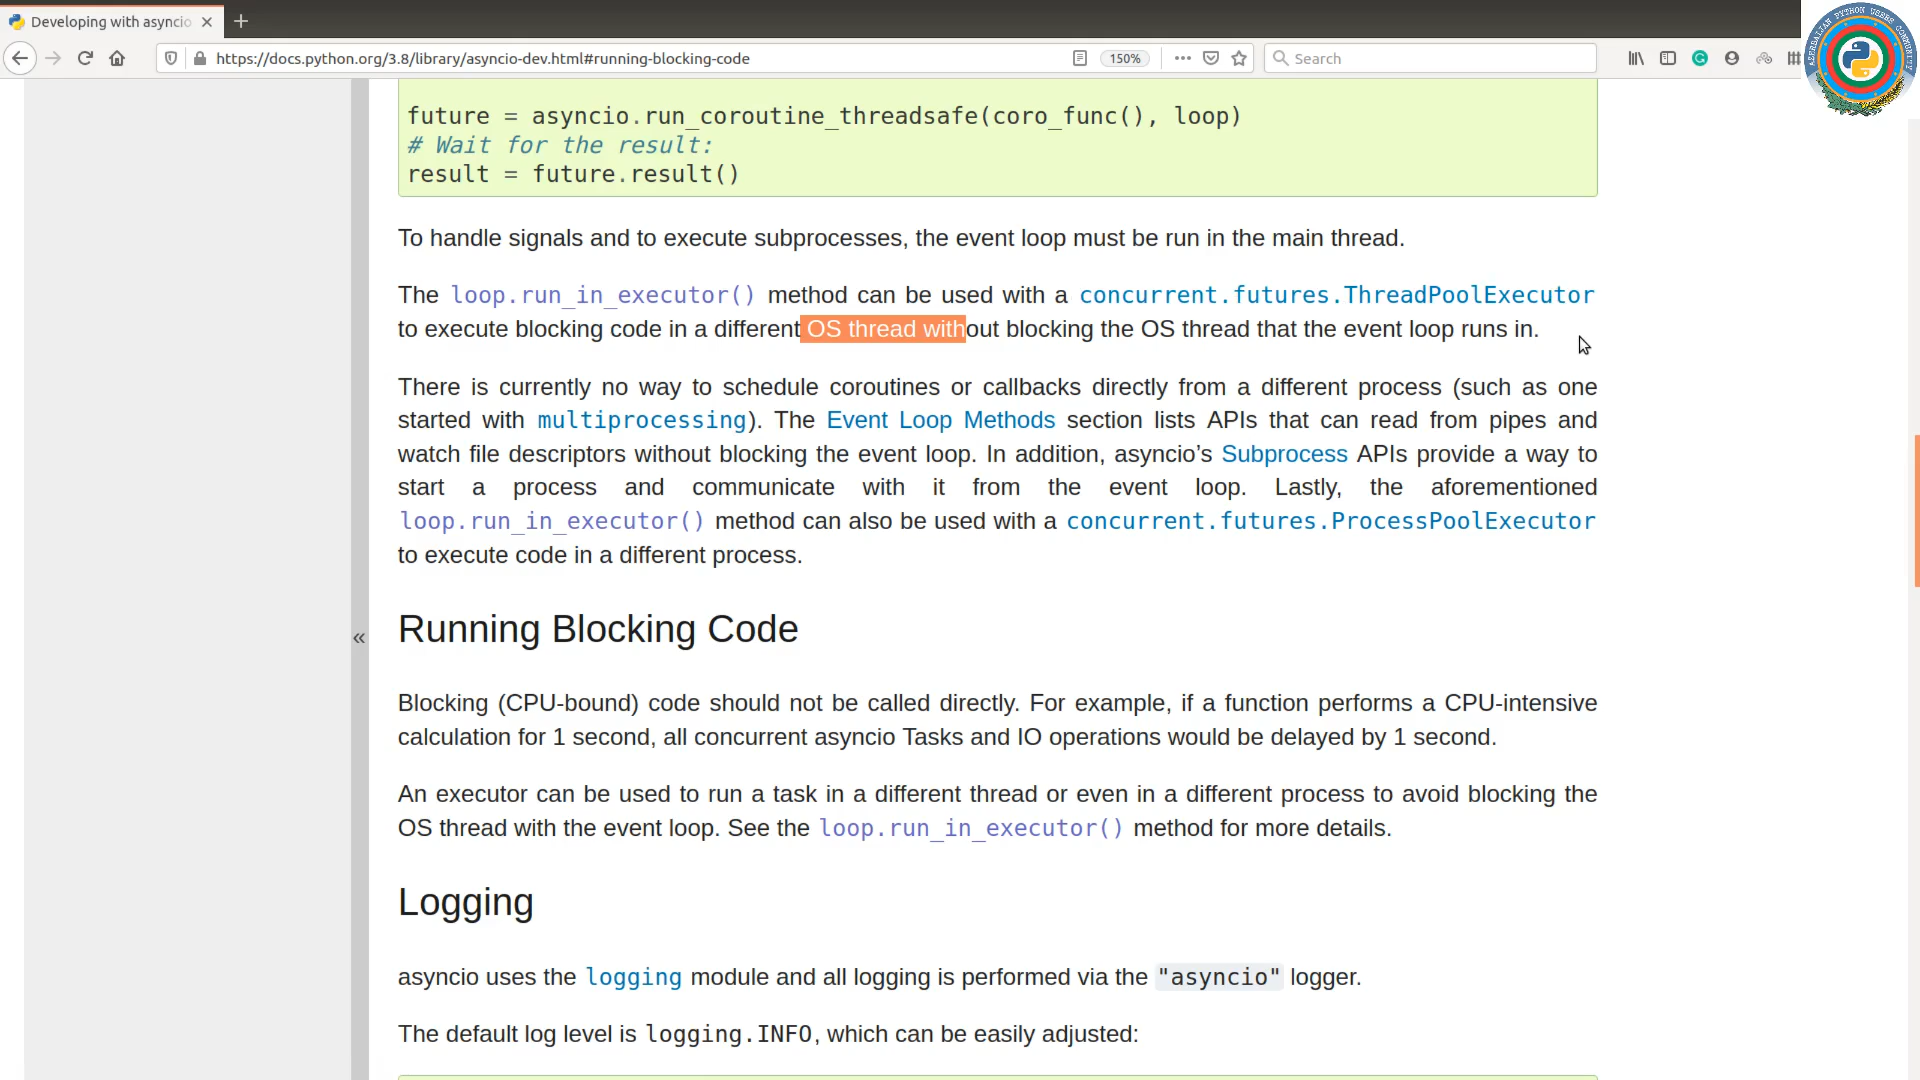 Developing with asyncio
https://docs.python.org/3.8/library/asyncio-dev.html#running-blocking-code
150%
Search
AZERBAIJAN PYTHON USERS COMMUNITY
future = asyncio.run_coroutine_threadsafe(coro_func(), loop)
# Wait for the result:
result = future.result()
To handle signals and to execute subprocesses, the event loop must be run in the main thread.
The loop.run_in_executor() method can be used with a concurrent.futures.ThreadPoolExecutor
to execute blocking code in a different OS thread without blocking the OS thread that the event loop runs in.
There is currently no way to schedule coroutines or callbacks directly from a different process (such as one
started with multiprocessing). The Event Loop Methods section lists APIs that can read from pipes and
watch file descriptors without blocking the event loop. In addition, asyncio’s Subprocess APIs provide a way to
start a process and communicate with it from the event loop. Lastly, the aforementioned
loop.run_in_executor() method can also be used with a concurrent.futures.ProcessPoolExecutor
to execute code in a different process.
«
Running Blocking Code
Blocking (CPU-bound) code should not be called directly. For example, if a function performs a CPU-intensive
calculation for 1 second, all concurrent asyncio Tasks and IO operations would be delayed by 1 second.
An executor can be used to run a task in a different thread or even in a different process to avoid blocking the
OS thread with the event loop. See the loop.run_in_executor() method for more details.
Logging
asyncio uses the logging module and all logging is performed via the "asyncio" logger.
The default log level is logging.INFO, which can be easily adjusted: